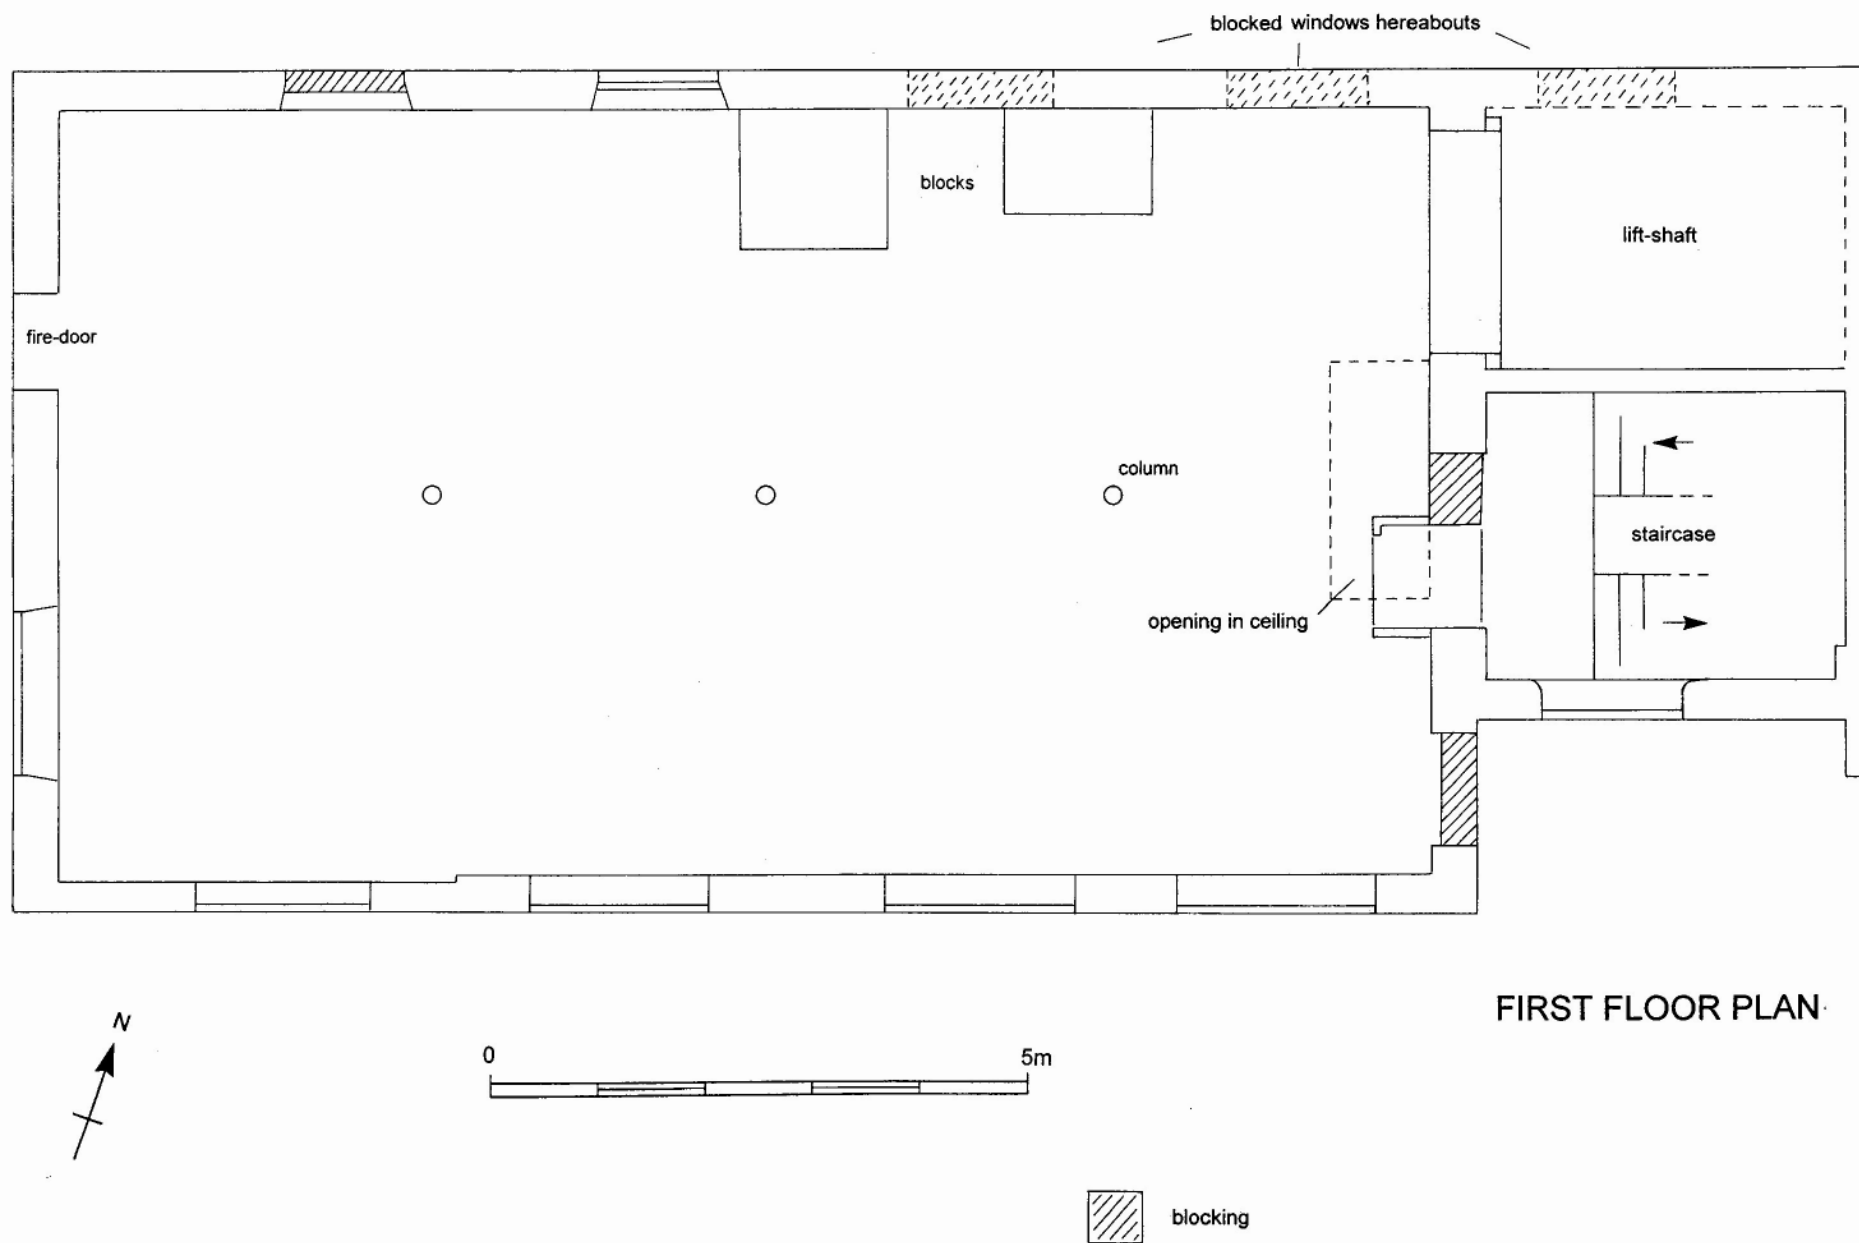 blocked windows hereabouts
blocks
lift-shaft
fire-door
column
staircase
opening in ceiling
FIRST FLOOR PLAN
N
0 5m
blocking